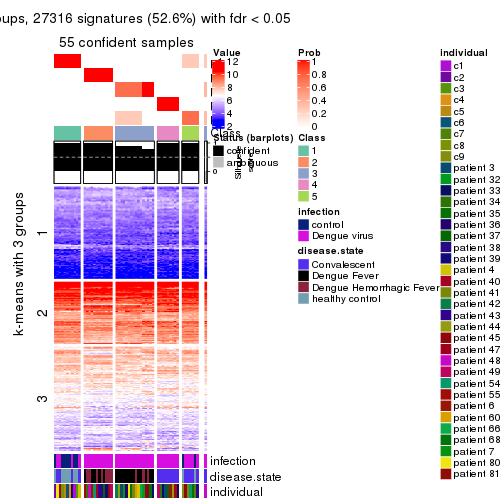 oups, 27316 signatures (52.6%) with fdr < 0.05
55 confident samples
Class
k-means with 3 groups
1
2
3
infection
disease.state
individual
Value
12
10
8
6
4
2
Status (barplots)
confident
ambiguous
1
0
Prob
1
0.8
0.6
0.4
0.2
0
Class
1
2
3
4
5
infection
control
Dengue virus
disease.state
Convalescent
Dengue Fever
Dengue Hemorrhagic Fever
healthy control
individual
c1
c2
c3
c4
c5
c6
c7
c8
c9
patient 3
patient 32
patient 33
patient 34
patient 35
patient 36
patient 37
patient 38
patient 39
patient 4
patient 40
patient 41
patient 42
patient 43
patient 44
patient 45
patient 47
patient 48
patient 49
patient 54
patient 55
patient 6
patient 60
patient 66
patient 68
patient 7
patient 80
patient 81